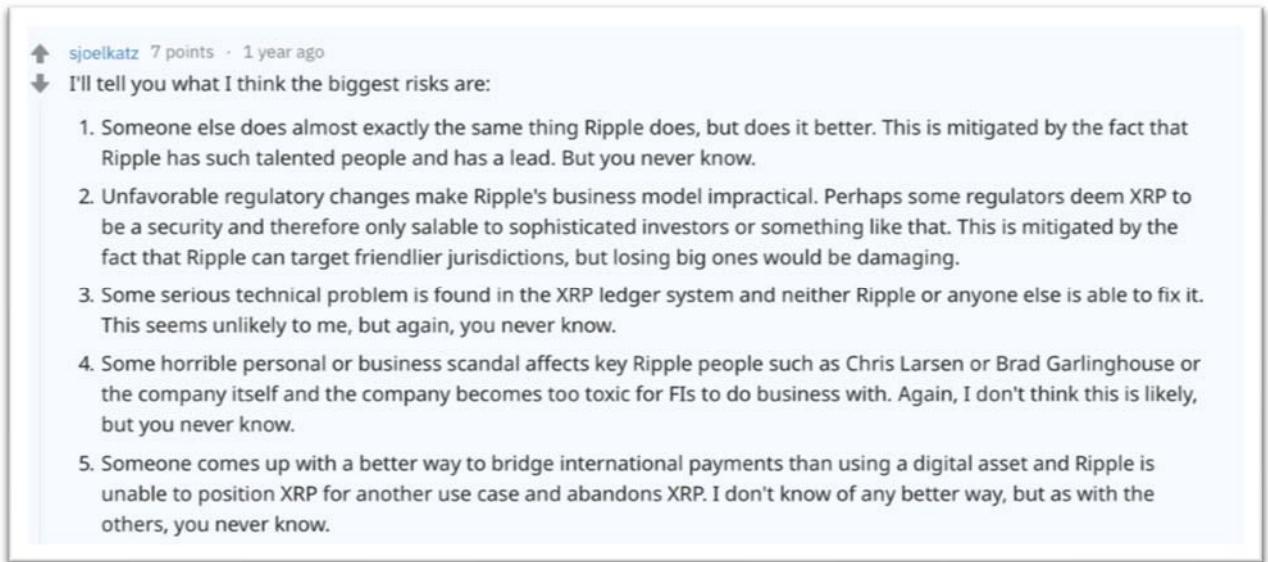 sjoelkatz 7 points · 1 year ago
I'll tell you what I think the biggest risks are:
1. Someone else does almost exactly the same thing Ripple does, but does it better. This is mitigated by the fact that
Ripple has such talented people and has a lead. But you never know.
2. Unfavorable regulatory changes make Ripple's business model impractical. Perhaps some regulators deem XRP to
be a security and therefore only salable to sophisticated investors or something like that. This is mitigated by the
fact that Ripple can target friendlier jurisdictions, but losing big ones would be damaging.
3. Some serious technical problem is found in the XRP ledger system and neither Ripple or anyone else is able to fix it.
This seems unlikely to me, but again, you never know.
4. Some horrible personal or business scandal affects key Ripple people such as Chris Larsen or Brad Garlinghouse or
the company itself and the company becomes too toxic for FIs to do business with. Again, I don't think this is likely,
but you never know.
5. Someone comes up with a better way to bridge international payments than using a digital asset and Ripple is
unable to position XRP for another use case and abandons XRP. I don't know of any better way, but as with the
others, you never know.